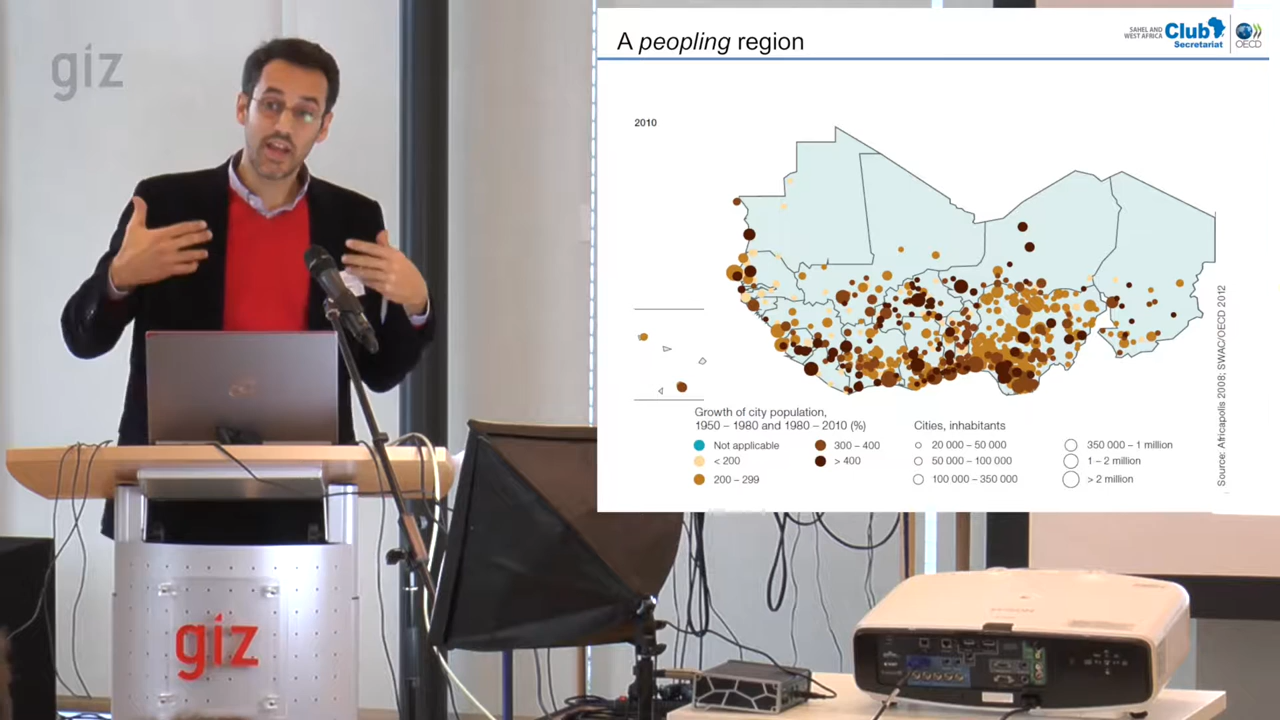 giz
A peopling region
SAHEL AND
WEST AFRICA
Club
Secretariat
OECD
2010
Growth of city population,
1950 – 1980 and 1980 – 2010 (%)
Not applicable
< 200
200 – 299
300 – 400
> 400
Cities, inhabitants
20 000 – 50 000
50 000 – 100 000
100 000 – 350 000
350 000 – 1 million
1 – 2 million
> 2 million
Source: Africapolis 2008; SWAC/OECD 2012
giz